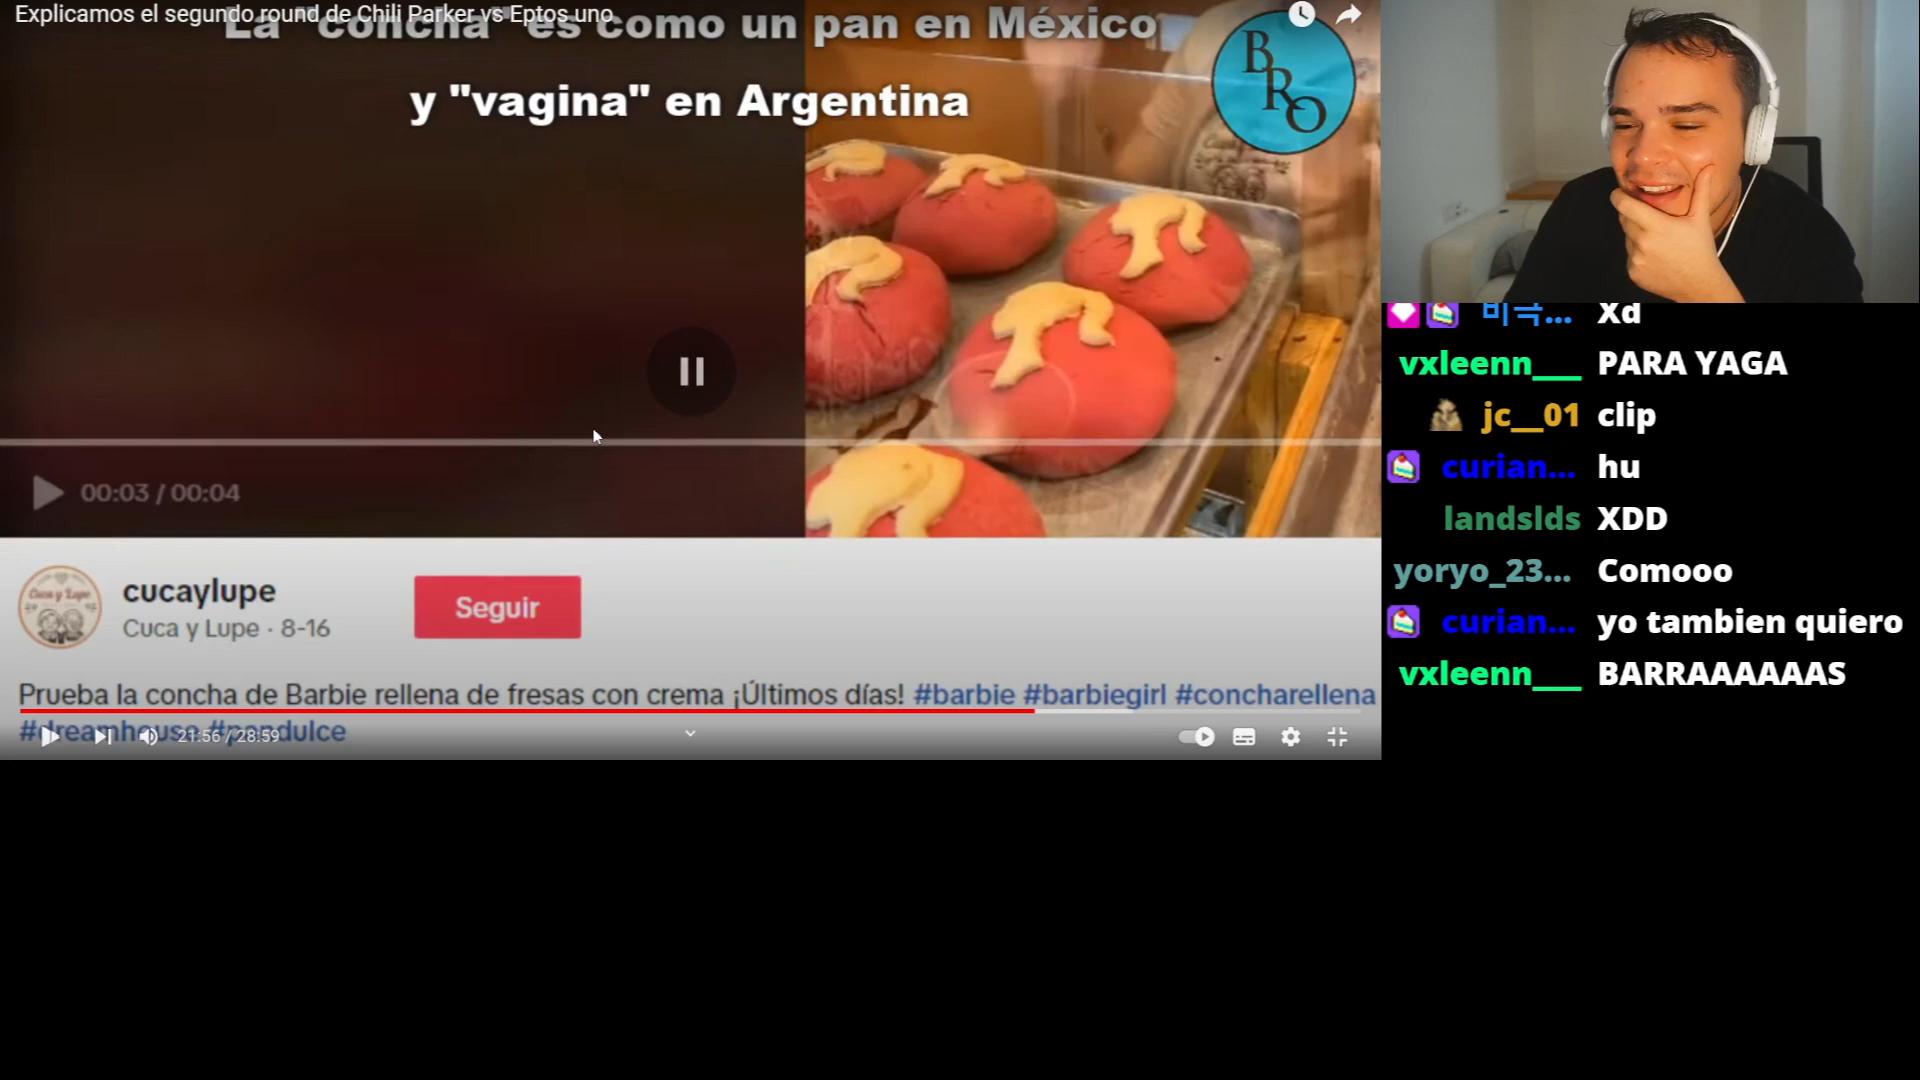 Explicamos el segundo round de Chili Parker vs Eptos uno
La "concha" es como un pan en México
y "vagina" en Argentina
BRO
00:03 / 00:04
cucaylupe
Cuca y Lupe · 8-16
Seguir
Prueba la concha de Barbie rellena de fresas con crema ¡Últimos días! #barbie #barbiegirl #concharellena
#dreamhouse #pandulce
21:56 / 28:59
Xd
vxleenn___ PARA YAGA
jc__01 clip
curian... hu
landslds XDD
yoryo_23... Comooo
curian... yo tambien quiero
vxleenn___ BARRAAAAAAS